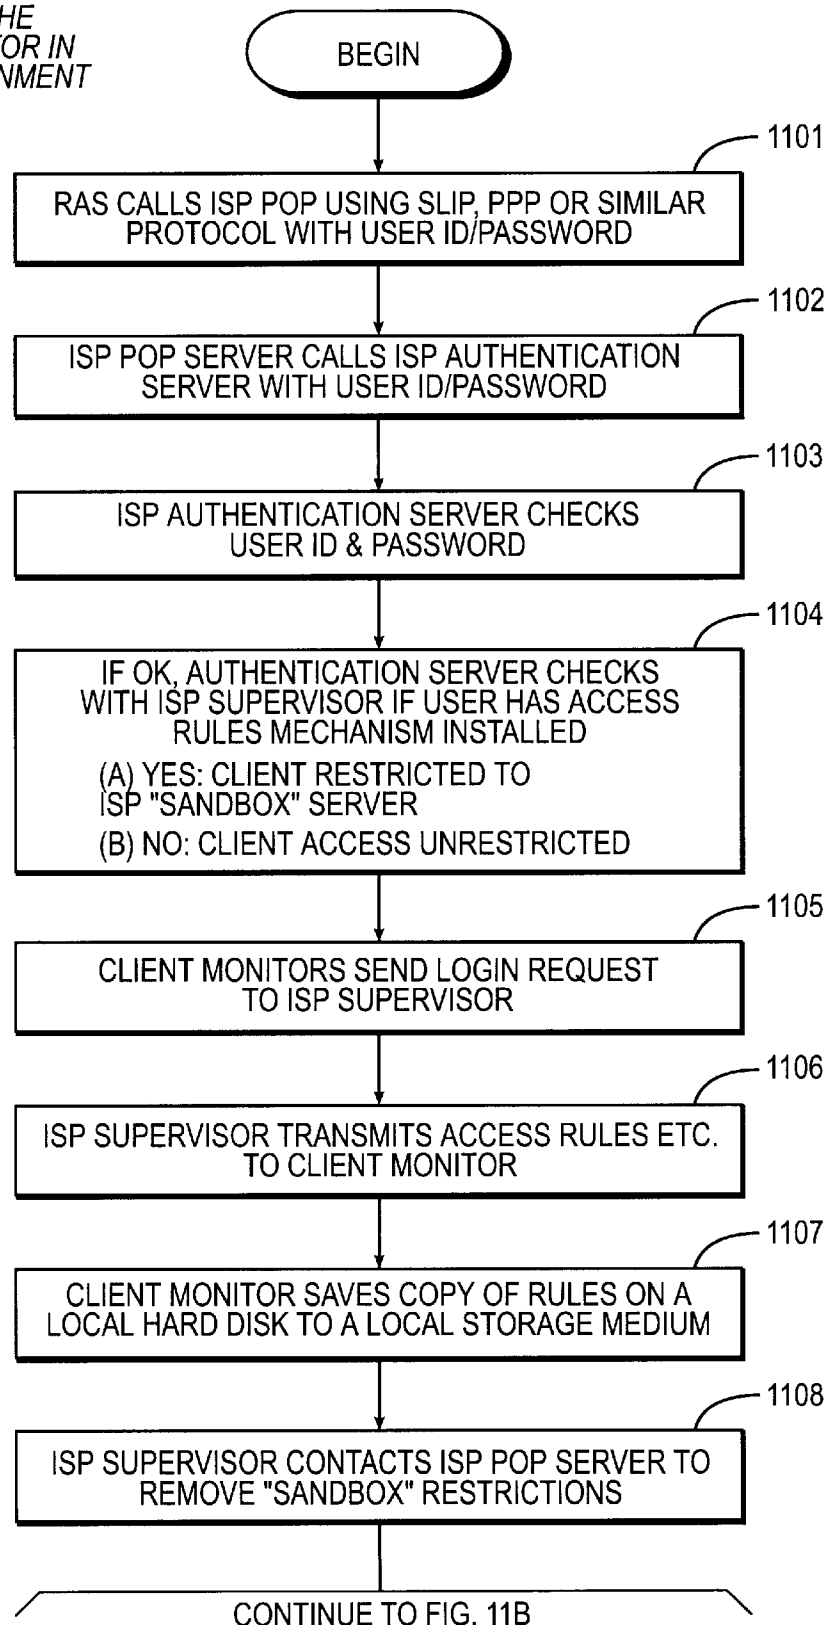 HE
OR IN
NMENT
BEGIN
1101
RAS CALLS ISP POP USING SLIP, PPP OR SIMILAR
PROTOCOL WITH USER ID/PASSWORD
1102
ISP POP SERVER CALLS ISP AUTHENTICATION
SERVER WITH USER ID/PASSWORD
1103
ISP AUTHENTICATION SERVER CHECKS
USER ID & PASSWORD
1104
IF OK, AUTHENTICATION SERVER CHECKS
WITH ISP SUPERVISOR IF USER HAS ACCESS
RULES MECHANISM INSTALLED
(A) YES: CLIENT RESTRICTED TO
ISP "SANDBOX" SERVER
(B) NO: CLIENT ACCESS UNRESTRICTED
1105
CLIENT MONITORS SEND LOGIN REQUEST
TO ISP SUPERVISOR
1106
ISP SUPERVISOR TRANSMITS ACCESS RULES ETC.
TO CLIENT MONITOR
1107
CLIENT MONITOR SAVES COPY OF RULES ON A
LOCAL HARD DISK TO A LOCAL STORAGE MEDIUM
1108
ISP SUPERVISOR CONTACTS ISP POP SERVER TO
REMOVE "SANDBOX" RESTRICTIONS
CONTINUE TO FIG. 11B